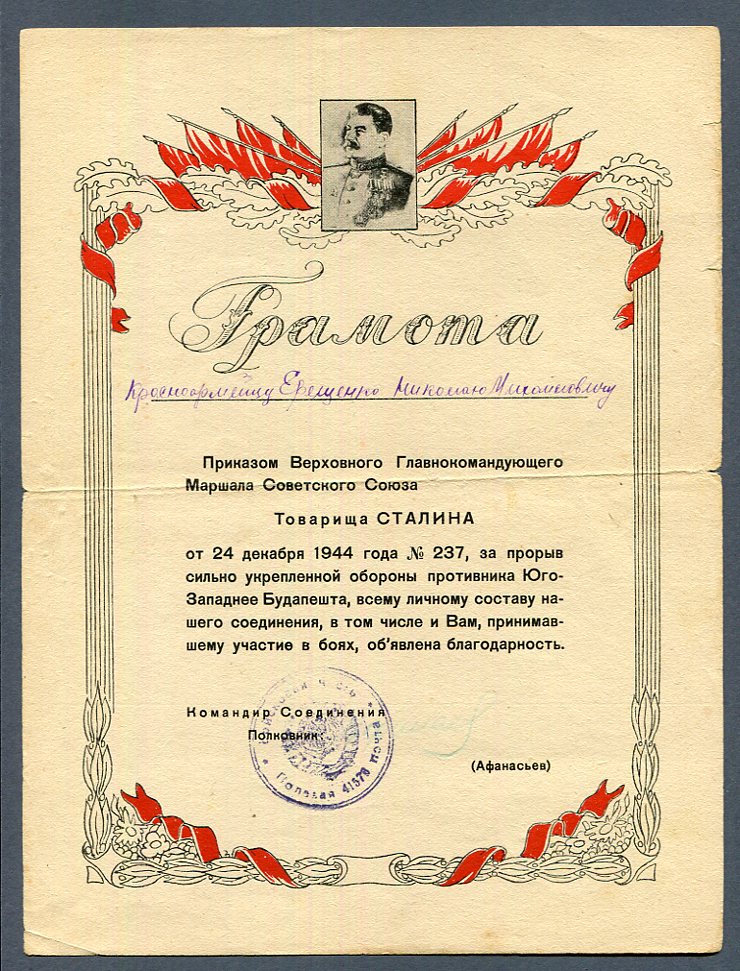 Грамота
Красноармейцу Еврещенко Николаю Михайловичу
Приказом Верховного Главнокомандующего
Маршала Советского Союза
Товарища СТАЛИНА
от 24 декабря 1944 года № 237, за прорыв
сильно укрепленной обороны противника Юго-
Западнее Будапешта, всему личному составу на-
шего соединения, в том числе и Вам, принимав-
шему участие в боях, об'явлена благодарность.
Командир Соединения
Полковник:
(Афанасьев)
Полевая почта 41578